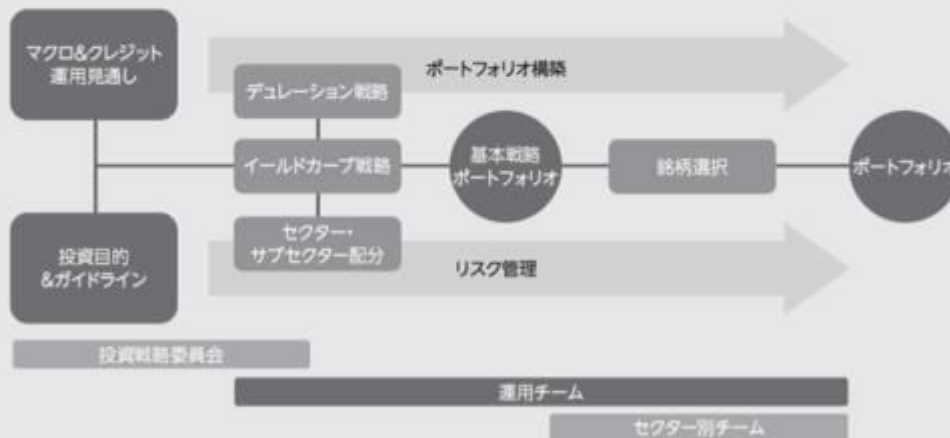 マクロ&クレジット
運用見通し
ポートフォリオ構築
デュレーション戦略
イールドカーブ戦略
基本戦略
ポートフォリオ
銘柄選択
ポートフォリオ
セクター・
サブセクター配分
投資目的
&ガイドライン
リスク管理
投資戦略委員会
運用チーム
セクター別チーム